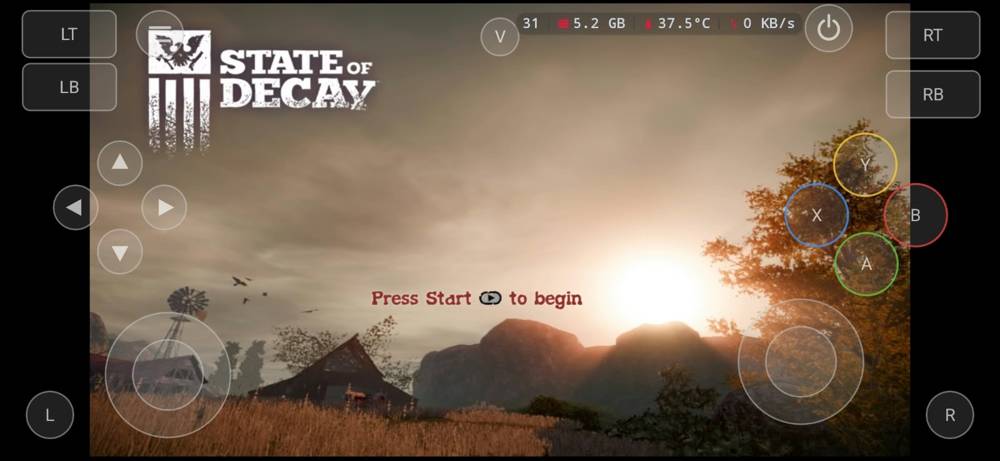 LT
V
31 5.2 GB 37.5°C 0 KB/s
RT
LB
STATE OF
DECAY
RB
Y
X
B
A
Press Start to begin
L
R